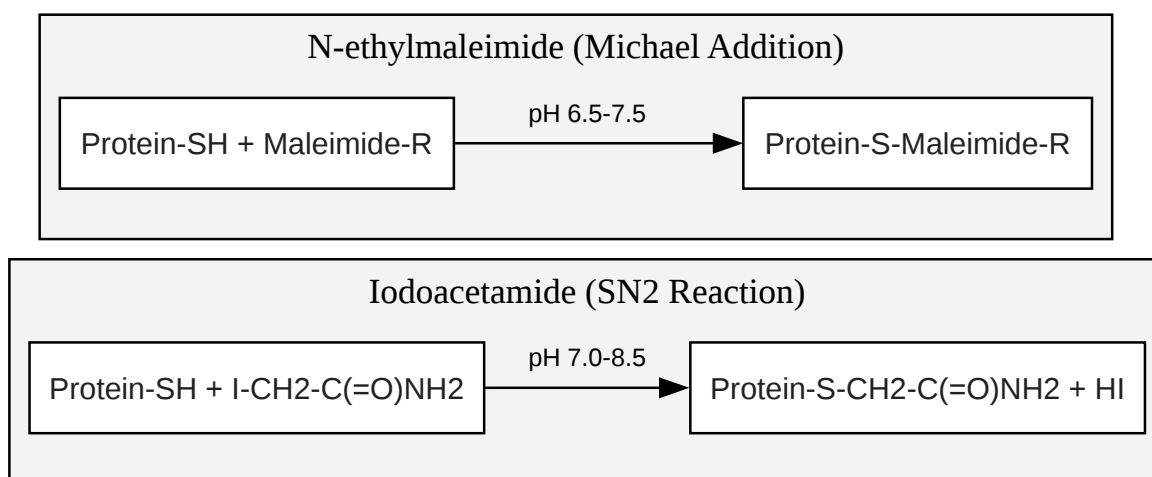 N-ethylmaleimide (Michael Addition)
pH 6.5-7.5
Protein-SH + Maleimide-R
Protein-S-Maleimide-R
Iodoacetamide (SN2 Reaction)
pH 7.0-8.5
Protein-SH + I-CH2-C(=O)NH2
Protein-S-CH2-C(=O)NH2 + HI